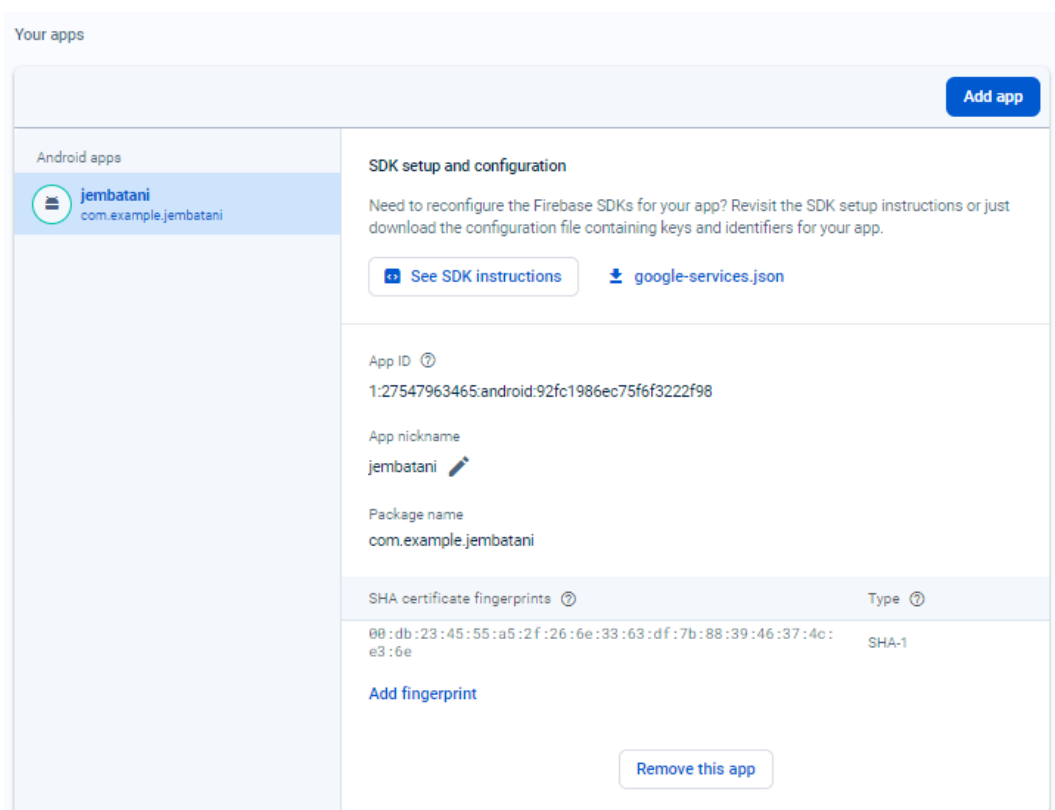 Your apps
Add app
Android apps
jembatani
com.example.jembatani
SDK setup and configuration
Need to reconfigure the Firebase SDKs for your app? Revisit the SDK setup instructions or just
download the configuration file containing keys and identifiers for your app.
See SDK instructions
google-services.json
App ID
1:27547963465:android:92fc1986ec75f6f3222f98
App nickname
jembatani
Package name
com.example.jembatani
SHA certificate fingerprints
Type
00:db:23:45:55:a5:2f:26:6e:33:63:df:7b:88:39:46:37:4c:
e3:6e
SHA-1
Add fingerprint
Remove this app